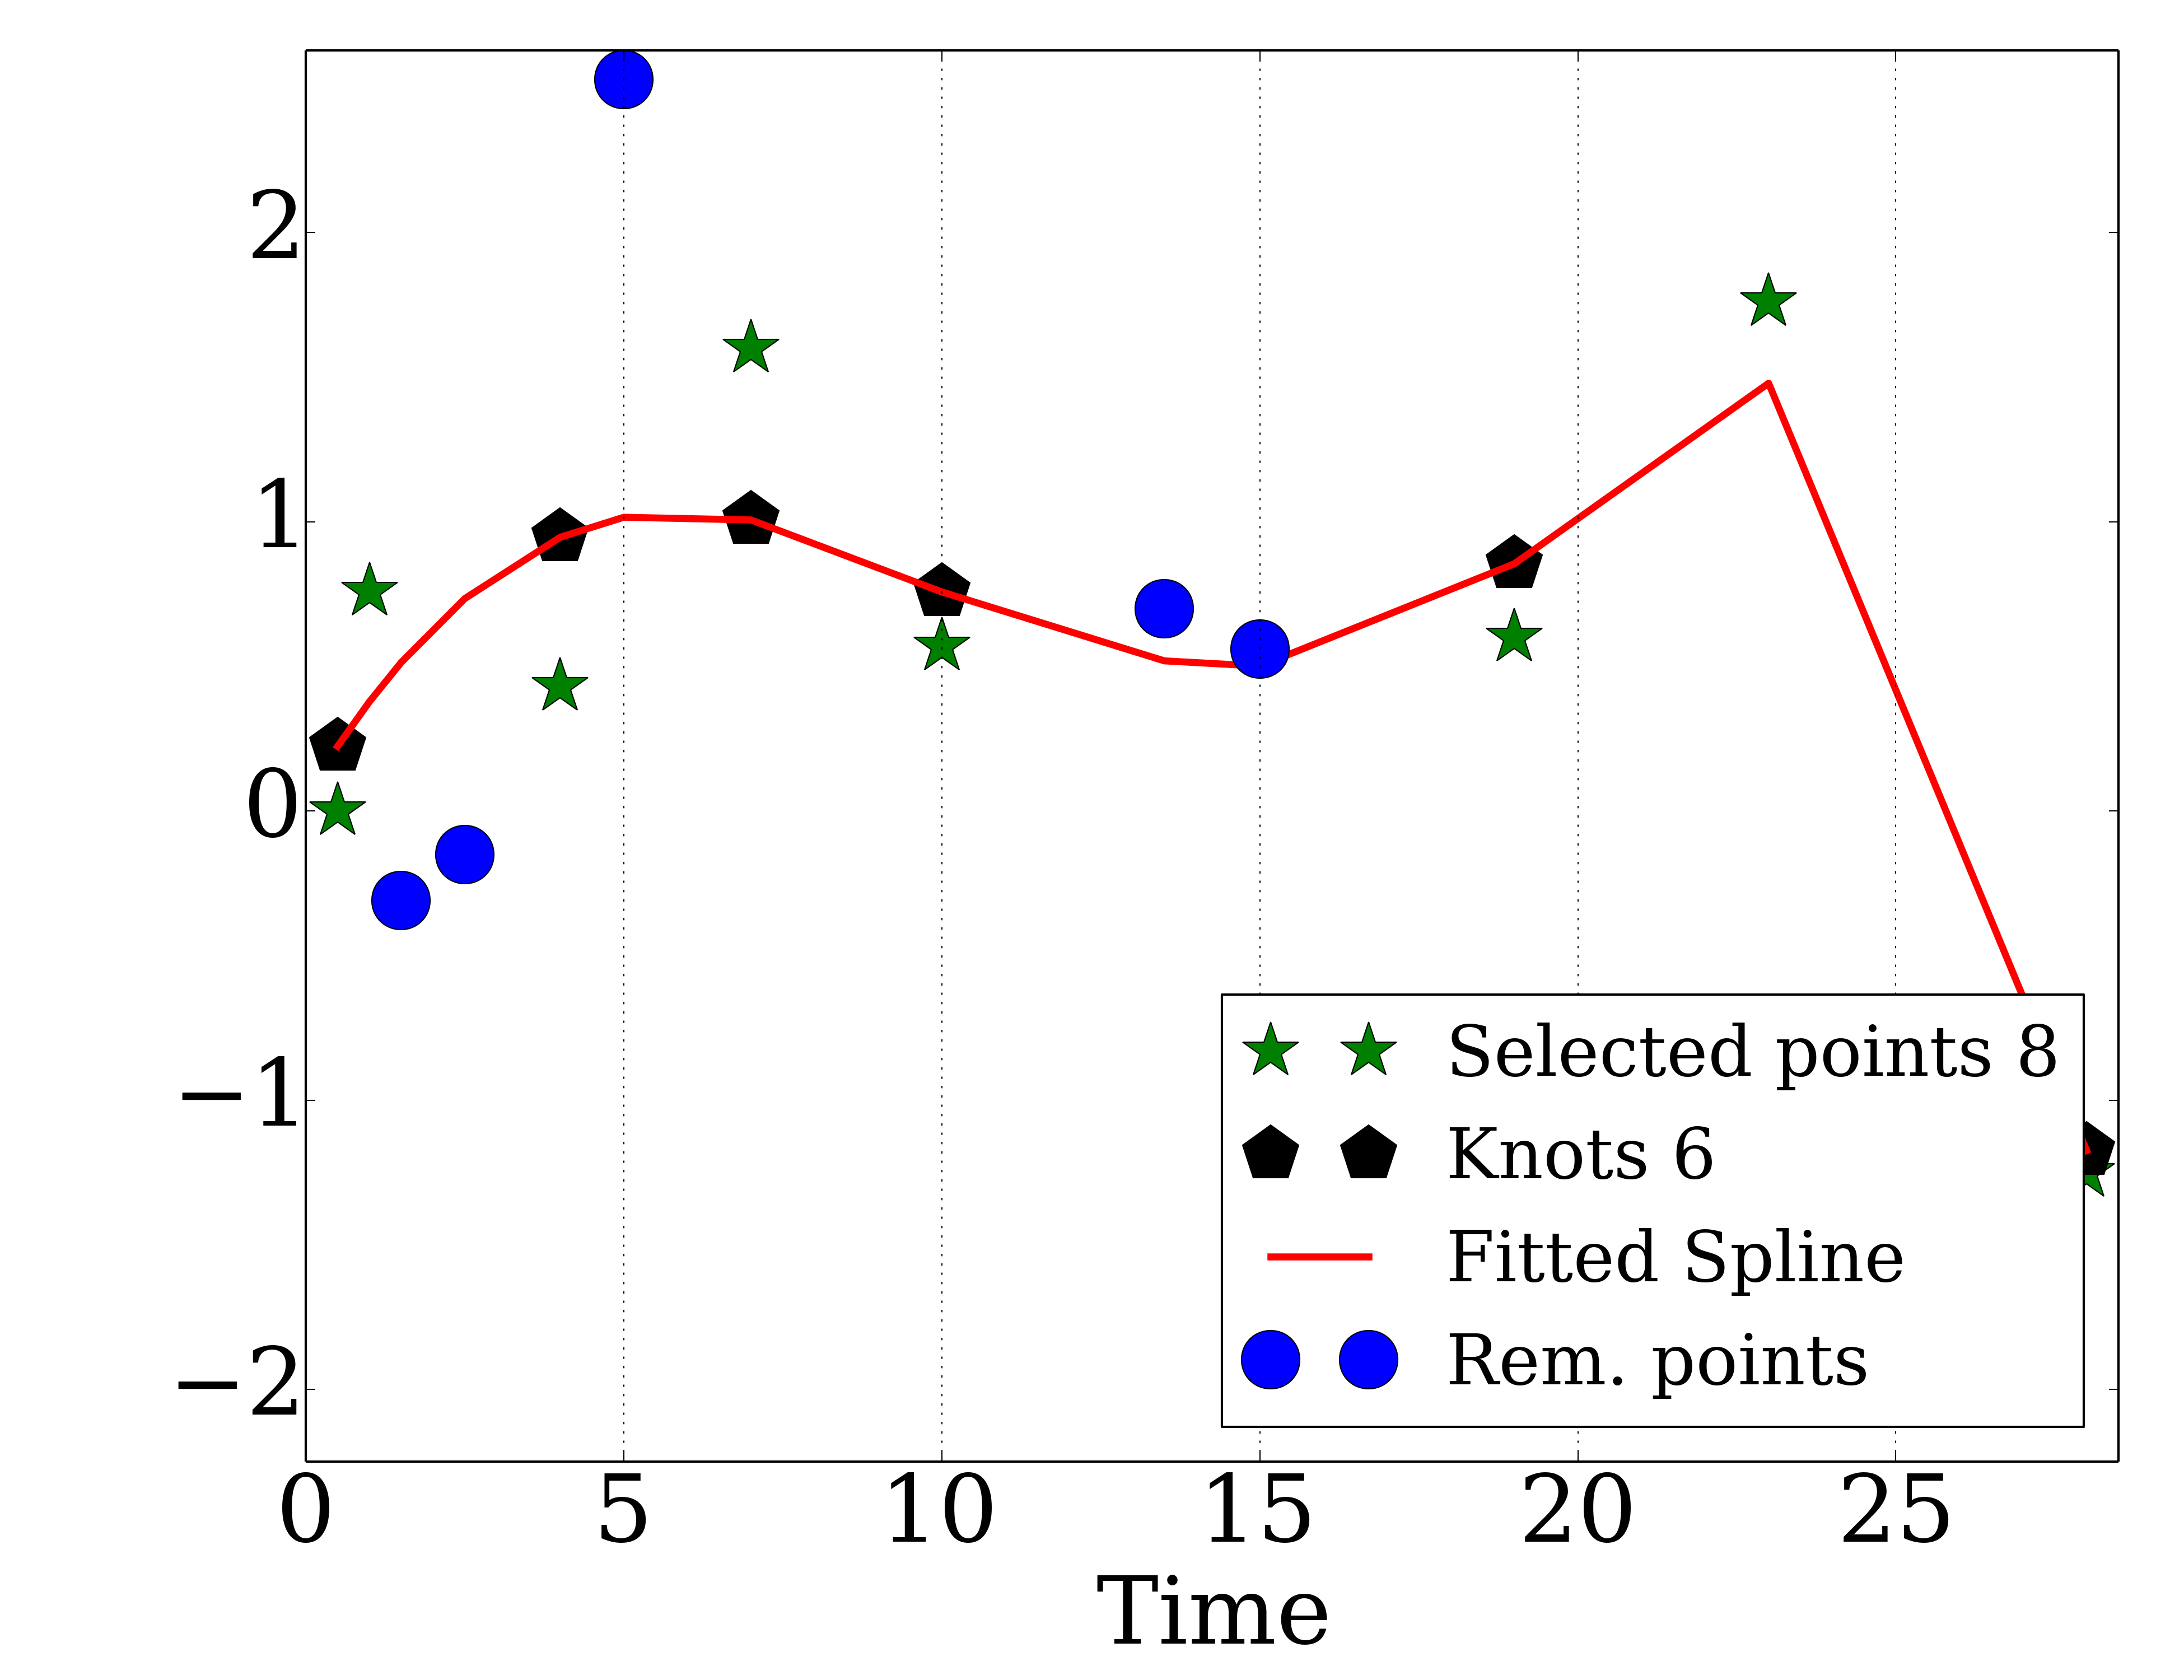 2
1
0
−1
−2
0 5 10 15 20 25
Time
Selected points 8
Knots 6
Fitted Spline
Rem. points